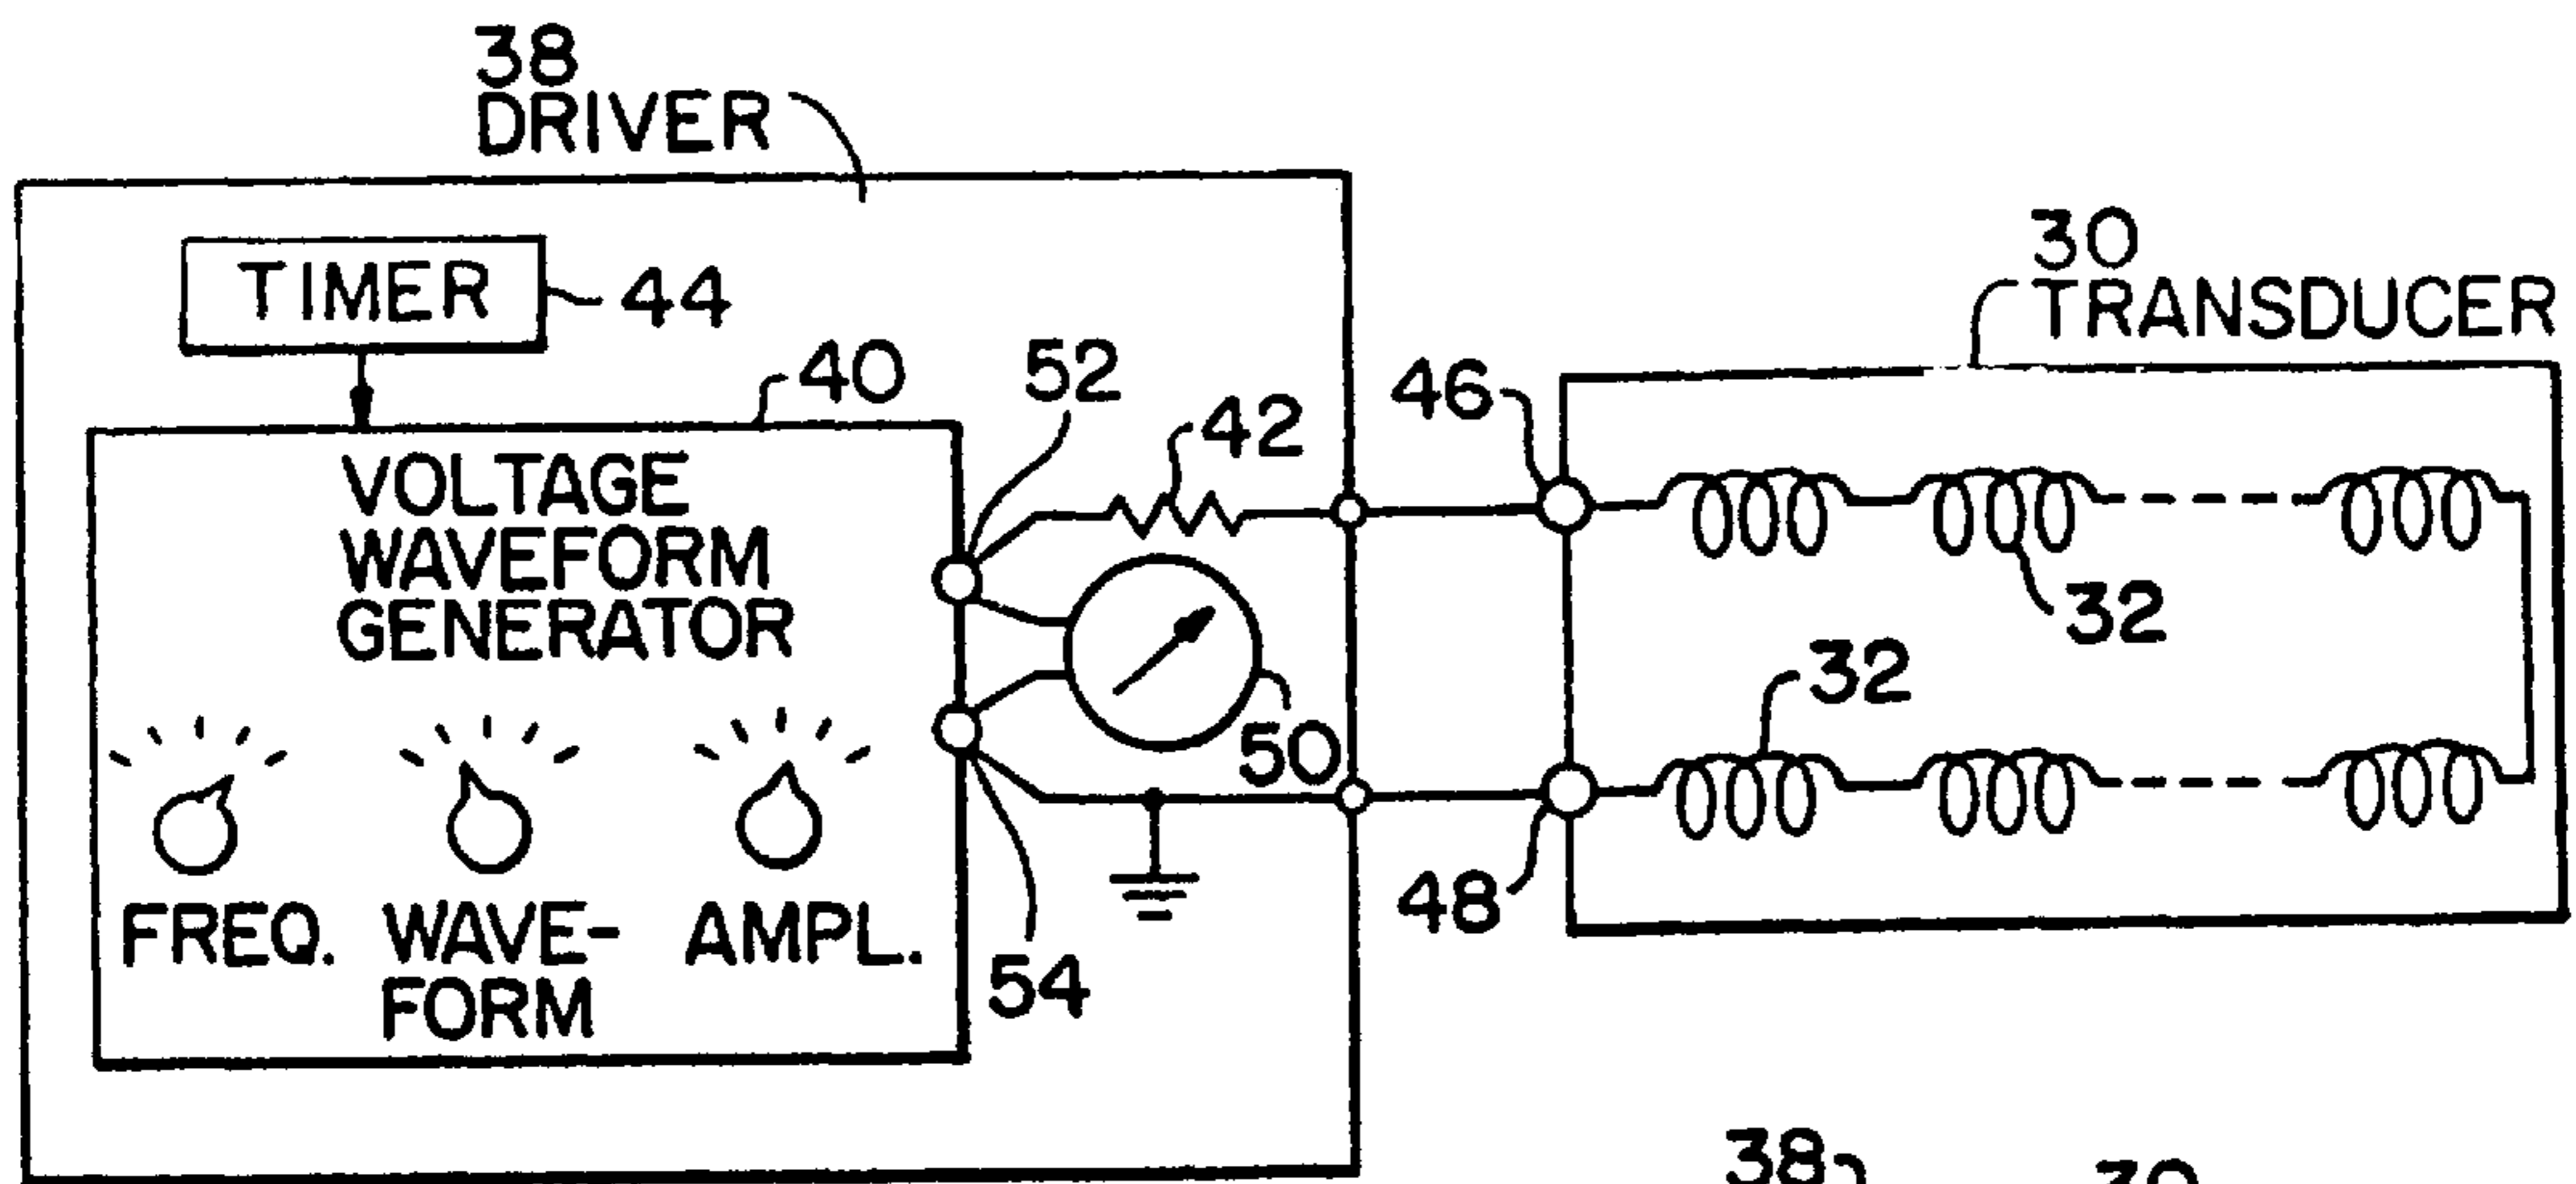 38
DRIVER
TIMER
44
40
52
42
46
30
TRANSDUCER
VOLTAGE
WAVEFORM
GENERATOR
32
32
50
48
54
FREQ.
WAVE-
FORM
AMPL.
38
30